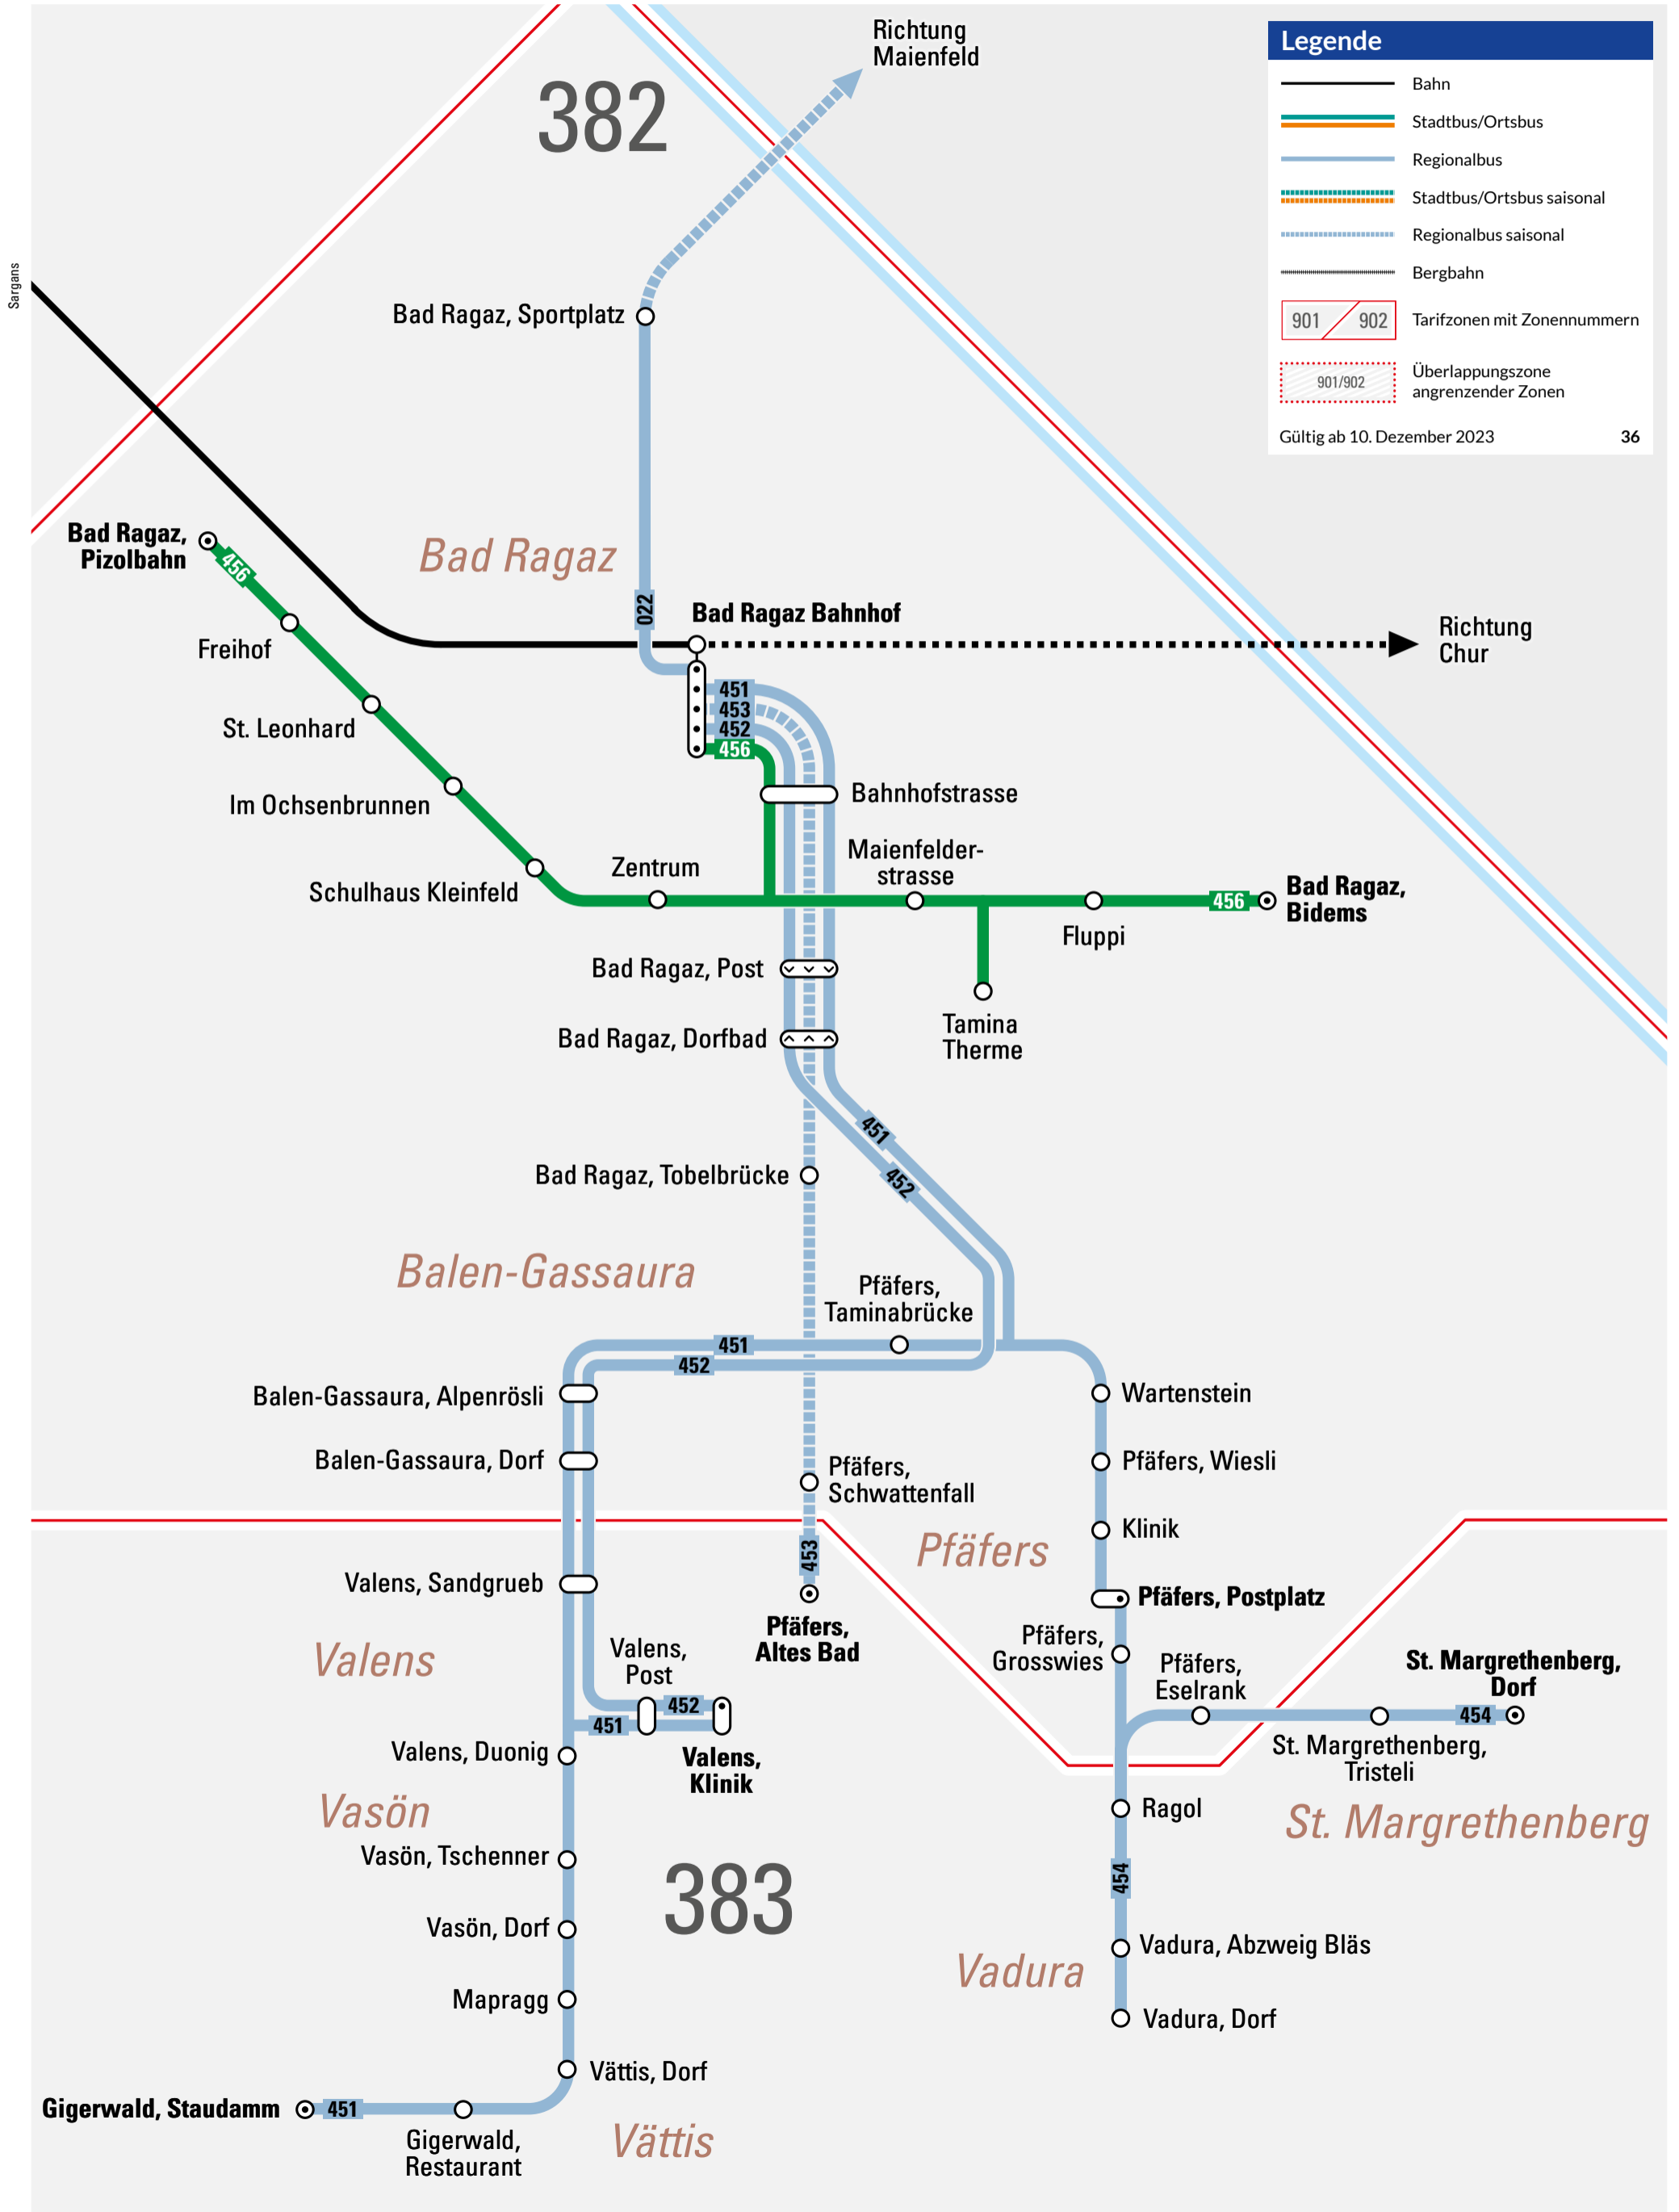 Richtung
Maienfeld
382
Legende
Bahn
Stadtbus/Ortsbus
Regionalbus
Stadtbus/Ortsbus saisonal
Regionalbus saisonal
Bergbahn
901
902
Tarifzonen mit Zonennummern
901/902
Überlappungszone
angrenzender Zonen
Gültig ab 10. Dezember 2023
36
Sargans
Bad Ragaz, Sportplatz
Bad Ragaz,
Pizolbahn
456
Bad Ragaz
022
Bad Ragaz Bahnhof
Richtung
Chur
Freihof
St. Leonhard
451
453
452
456
Im Ochsenbrunnen
Bahnhofstrasse
Schulhaus Kleinfeld
Zentrum
Maienfelder-
strasse
456
Bad Ragaz,
Bidems
Fluppi
Bad Ragaz, Post
Tamina
Therme
Bad Ragaz, Dorfbad
451
452
Bad Ragaz, Tobelbrücke
Balen-Gassaura
Pfäfers,
Taminabrücke
451
452
Balen-Gassaura, Alpenrösli
Wartenstein
Balen-Gassaura, Dorf
Pfäfers, Wiesli
Pfäfers,
Schwattenfall
Klinik
Pfäfers
453
Valens, Sandgrueb
Pfäfers, Postplatz
Pfäfers,
Altes Bad
Valens
Valens,
Post
Pfäfers,
Grosswies
Pfäfers,
Eselrank
St. Margrethenberg,
Dorf
452
451
454
Valens, Duonig
Valens,
Klinik
St. Margrethenberg,
Tristeli
Vasön
Ragol
St. Margrethenberg
Vasön, Tschenner
383
454
Vasön, Dorf
Vadura, Abzweig Bläs
Vadura
Mapragg
Vadura, Dorf
Vättis, Dorf
Gigerwald, Staudamm
451
Gigerwald,
Restaurant
Vättis